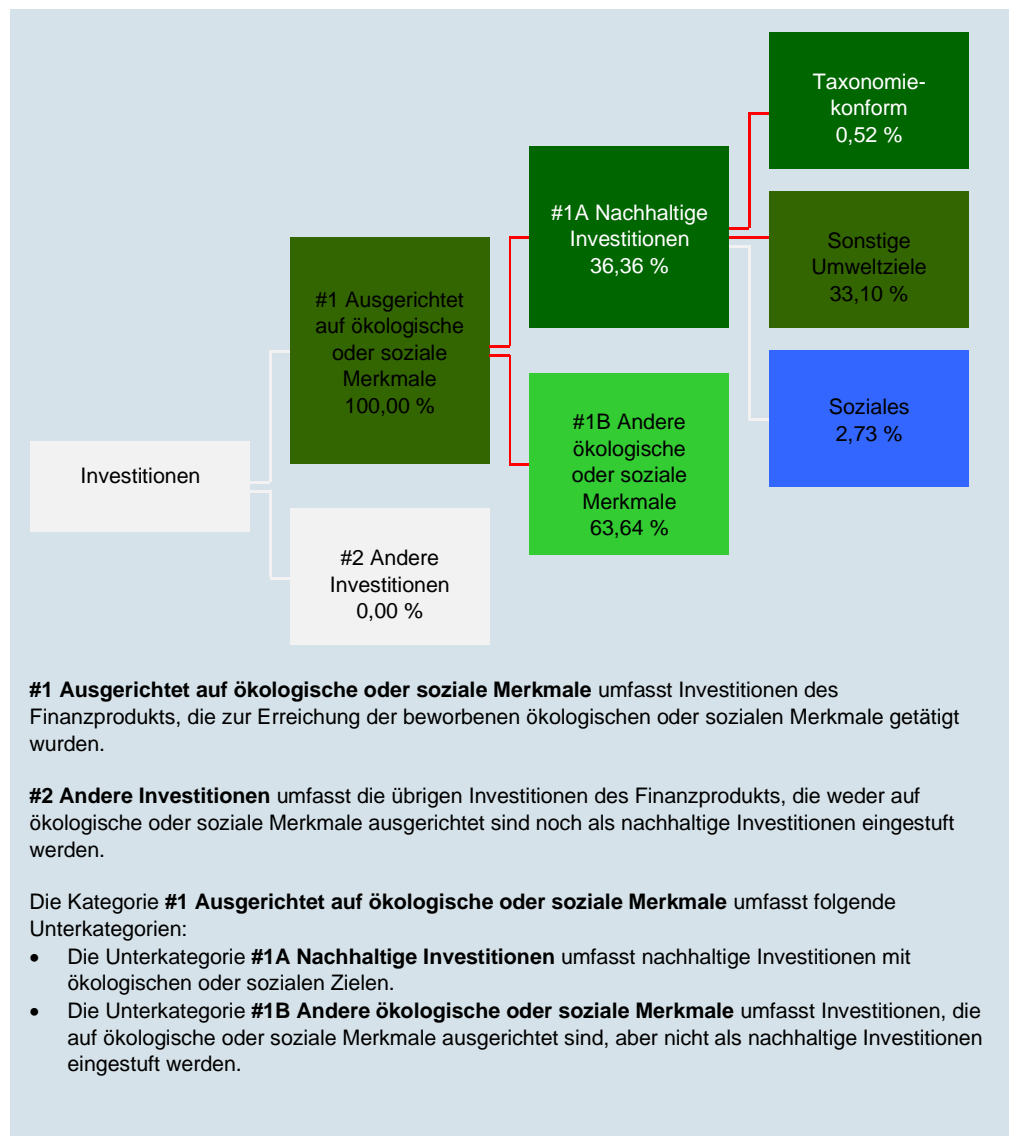 Investitionen
#1 Ausgerichtet
auf ökologische
oder soziale
Merkmale
100,00 %
#2 Andere
Investitionen
0,00 %
#1A Nachhaltige
Investitionen
36,36 %
#1B Andere
ökologische
oder soziale
Merkmale
63,64 %
Taxonomie-
konform
0,52 %
Sonstige
Umweltziele
33,10 %
Soziales
2,73 %
#1 Ausgerichtet auf ökologische oder soziale Merkmale umfasst Investitionen des
Finanzprodukts, die zur Erreichung der beworbenen ökologischen oder sozialen Merkmale getätigt
wurden.
#2 Andere Investitionen umfasst die übrigen Investitionen des Finanzprodukts, die weder auf
ökologische oder soziale Merkmale ausgerichtet sind noch als nachhaltige Investitionen eingestuft
werden.
Die Kategorie #1 Ausgerichtet auf ökologische oder soziale Merkmale umfasst folgende
Unterkategorien:
• Die Unterkategorie #1A Nachhaltige Investitionen umfasst nachhaltige Investitionen mit
ökologischen oder sozialen Zielen.
• Die Unterkategorie #1B Andere ökologische oder soziale Merkmale umfasst Investitionen, die
auf ökologische oder soziale Merkmale ausgerichtet sind, aber nicht als nachhaltige Investitionen
eingestuft werden.